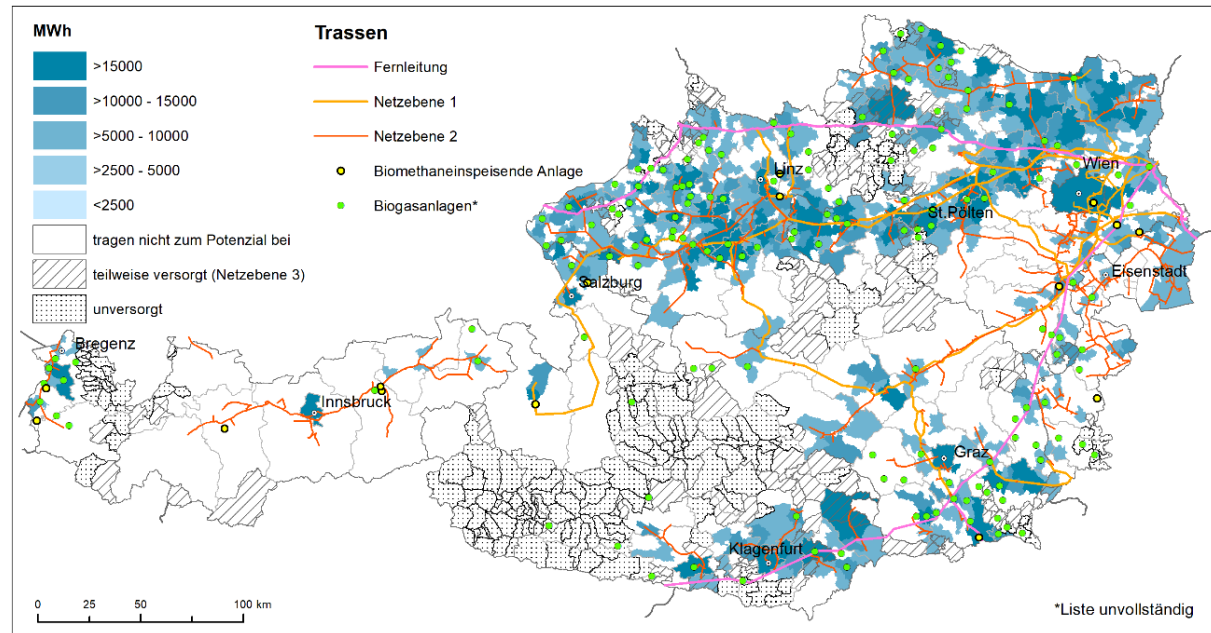 MWh
>15000
>10000 - 15000
>5000 - 10000
>2500 - 5000
<2500
tragen nicht zum Potenzial bei
teilweise versorgt (Netzebene 3)
unversorgt
Trassen
Fernleitung
Netzebene 1
Netzebene 2
Biomethaneinspeisende Anlage
Biogasanlagen*
Linz
Wien
St.Pölten
Eisenstadt
Salzburg
Bregenz
Innsbruck
Graz
Klagenfurt
0 25 50 100 km
*Liste unvollständig